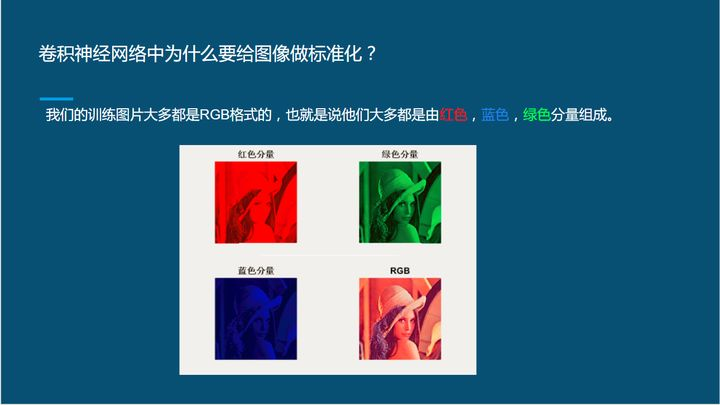 卷积神经网络中为什么要给图像做标准化？
我们的训练图片大多都是RGB格式的，也就是说他们大多都是由红色，蓝色，绿色分量组成。
红色分量
绿色分量
蓝色分量
RGB